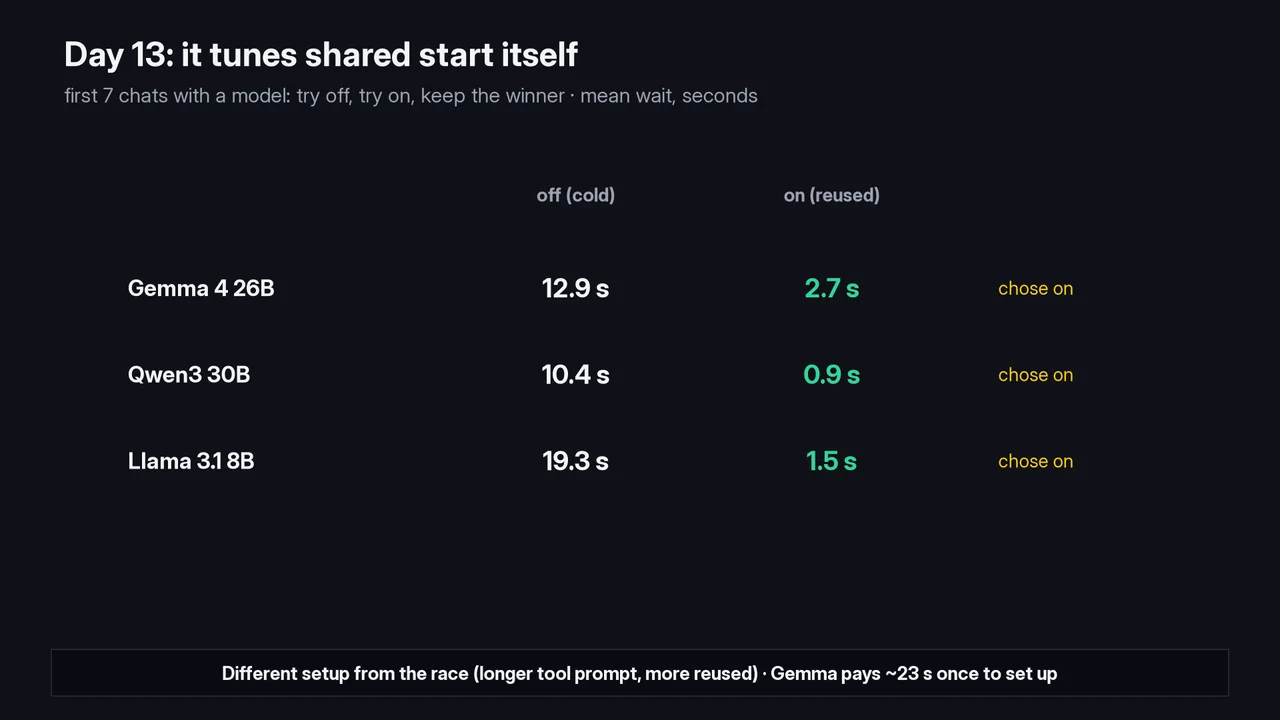 Day 13: it tunes shared start itself
first 7 chats with a model: try off, try on, keep the winner · mean wait, seconds
off (cold) on (reused)
Gemma 4 26B 12.9 s 2.7 s chose on
Qwen3 30B 10.4 s 0.9 s chose on
Llama 3.1 8B 19.3 s 1.5 s chose on
Different setup from the race (longer tool prompt, more reused) · Gemma pays ~23 s once to set up